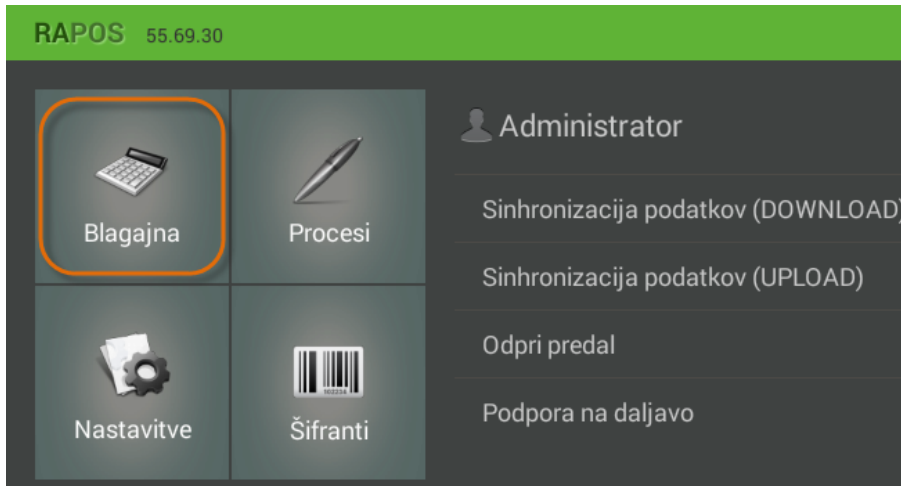 RAPOS 55.69.30
Blagajna
Procesi
Nastavitve
102234
Šifranti
Administrator
Sinhronizacija podatkov (DOWNLOAD)
Sinhronizacija podatkov (UPLOAD)
Odpri predal
Podpora na daljavo